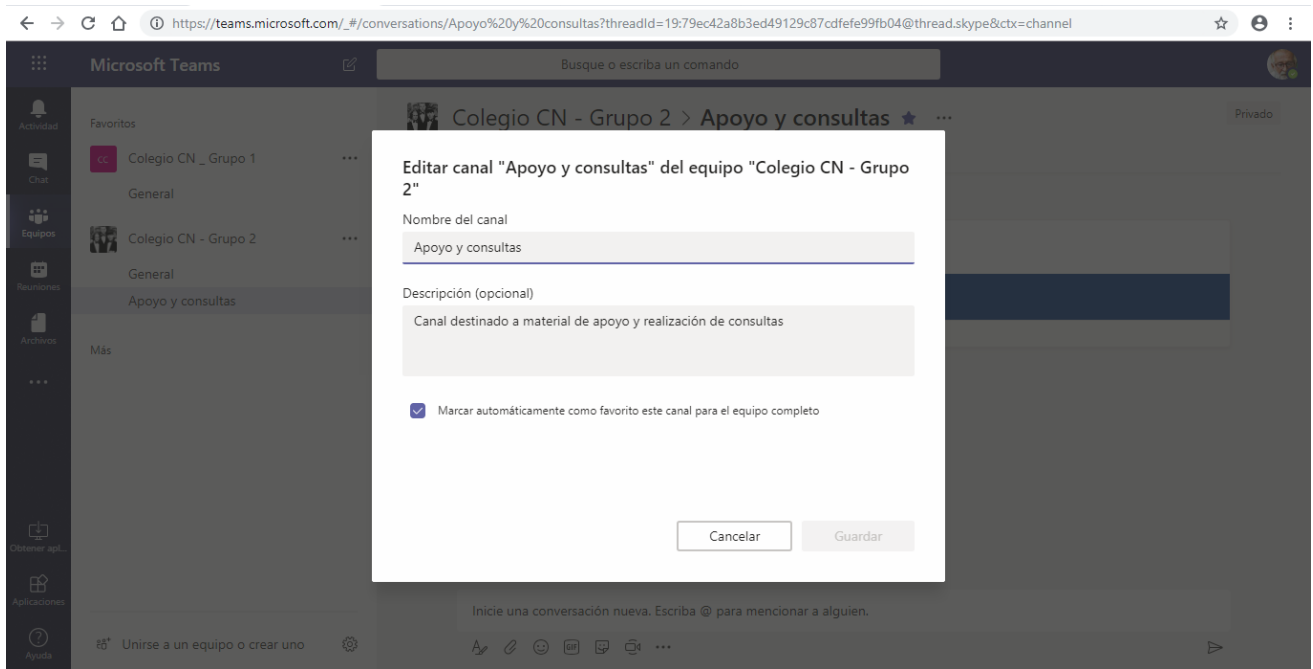 https://teams.microsoft.com/_#/conversations/Apoyo%20y%20consultas?threadId=19:79ec42a8b3ed49129c87cdfefe99fb04@thread.skype&ctx=channel
Microsoft Teams
Busque o escriba un comando
Actividad
Chat
Equipos
Reuniones
Archivos
Obtener apl...
Aplicaciones
Ayuda
Favoritos
CC Colegio CN _ Grupo 1 ...
General
Colegio CN - Grupo 2 ...
General
Apoyo y consultas
Más
Unirse a un equipo o crear uno
Colegio CN - Grupo 2 > Apoyo y consultas ...
Privado
Editar canal "Apoyo y consultas" del equipo "Colegio CN - Grupo
2"
Nombre del canal
Apoyo y consultas
Descripción (opcional)
Canal destinado a material de apoyo y realización de consultas
Marcar automáticamente como favorito este canal para el equipo completo
Cancelar
Guardar
Inicie una conversación nueva. Escriba @ para mencionar a alguien.
GIF